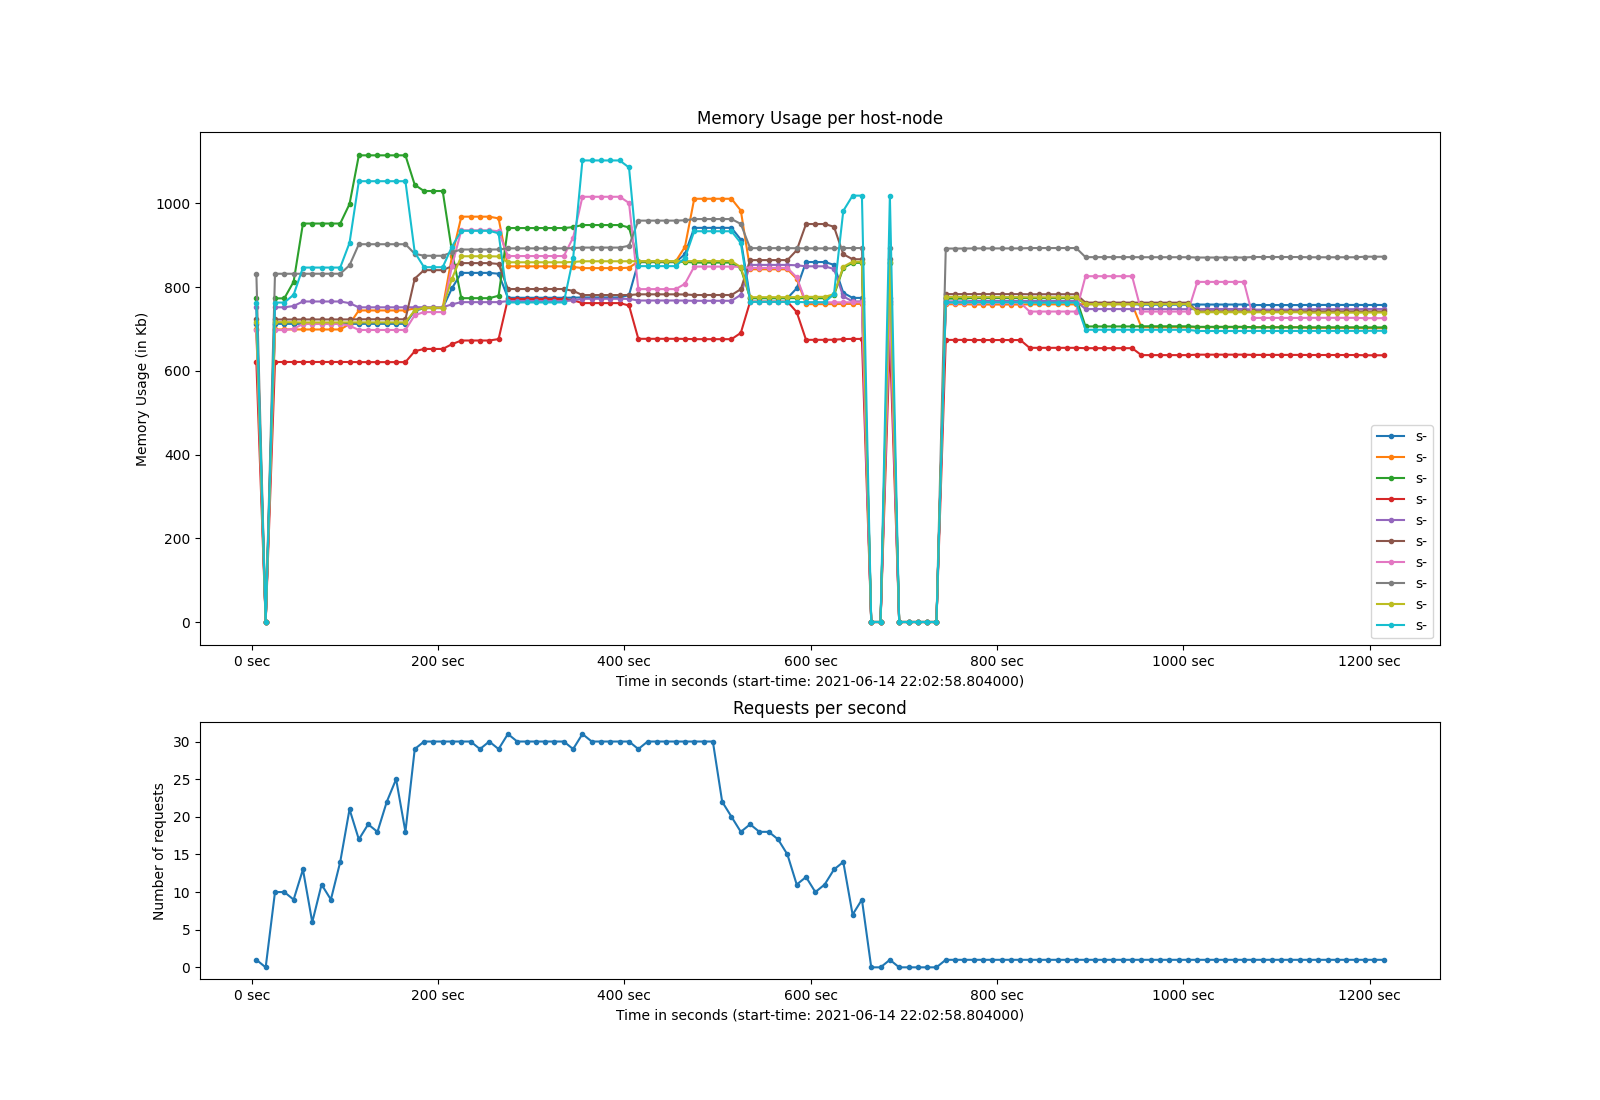 Memory Usage per host-node
Memory Usage (in Kb)
1000
800
600
400
200
0
s-
s-
s-
s-
s-
s-
s-
s-
s-
s-
0 sec 200 sec 400 sec 600 sec 800 sec 1000 sec 1200 sec
Time in seconds (start-time: 2021-06-14 22:02:58.804000)
Requests per second
Number of requests
30
25
20
15
10
5
0
0 sec 200 sec 400 sec 600 sec 800 sec 1000 sec 1200 sec
Time in seconds (start-time: 2021-06-14 22:02:58.804000)